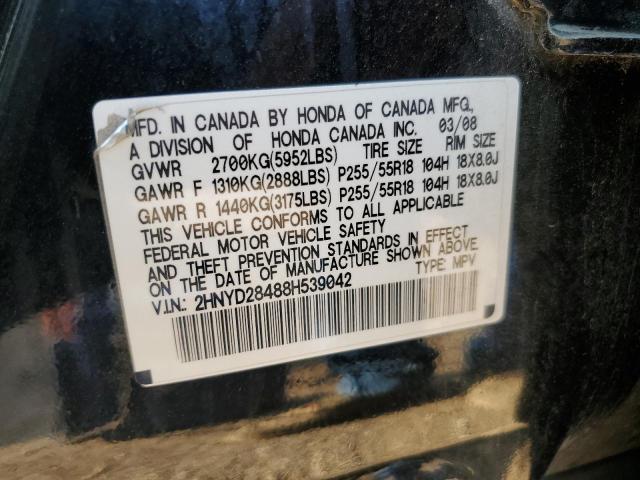 MFD. IN CANADA BY HONDA OF CANADA MFG.,
A DIVISION OF HONDA CANADA INC. 03/08
GVWR 2700KG(5952LBS) TIRE SIZE RIM SIZE
GAWR F 1310KG(2888LBS) P255/55R18 104H 18X8.0J
GAWR R 1440KG(3175LBS) P255/55R18 104H 18X8.0J
THIS VEHICLE CONFORMS TO ALL APPLICABLE
FEDERAL MOTOR VEHICLE SAFETY
AND THEFT PREVENTION STANDARDS IN EFFECT
ON THE DATE OF MANUFACTURE SHOWN ABOVE.
V.I.N.: 2HNYD28488H539042 TYPE: MPV